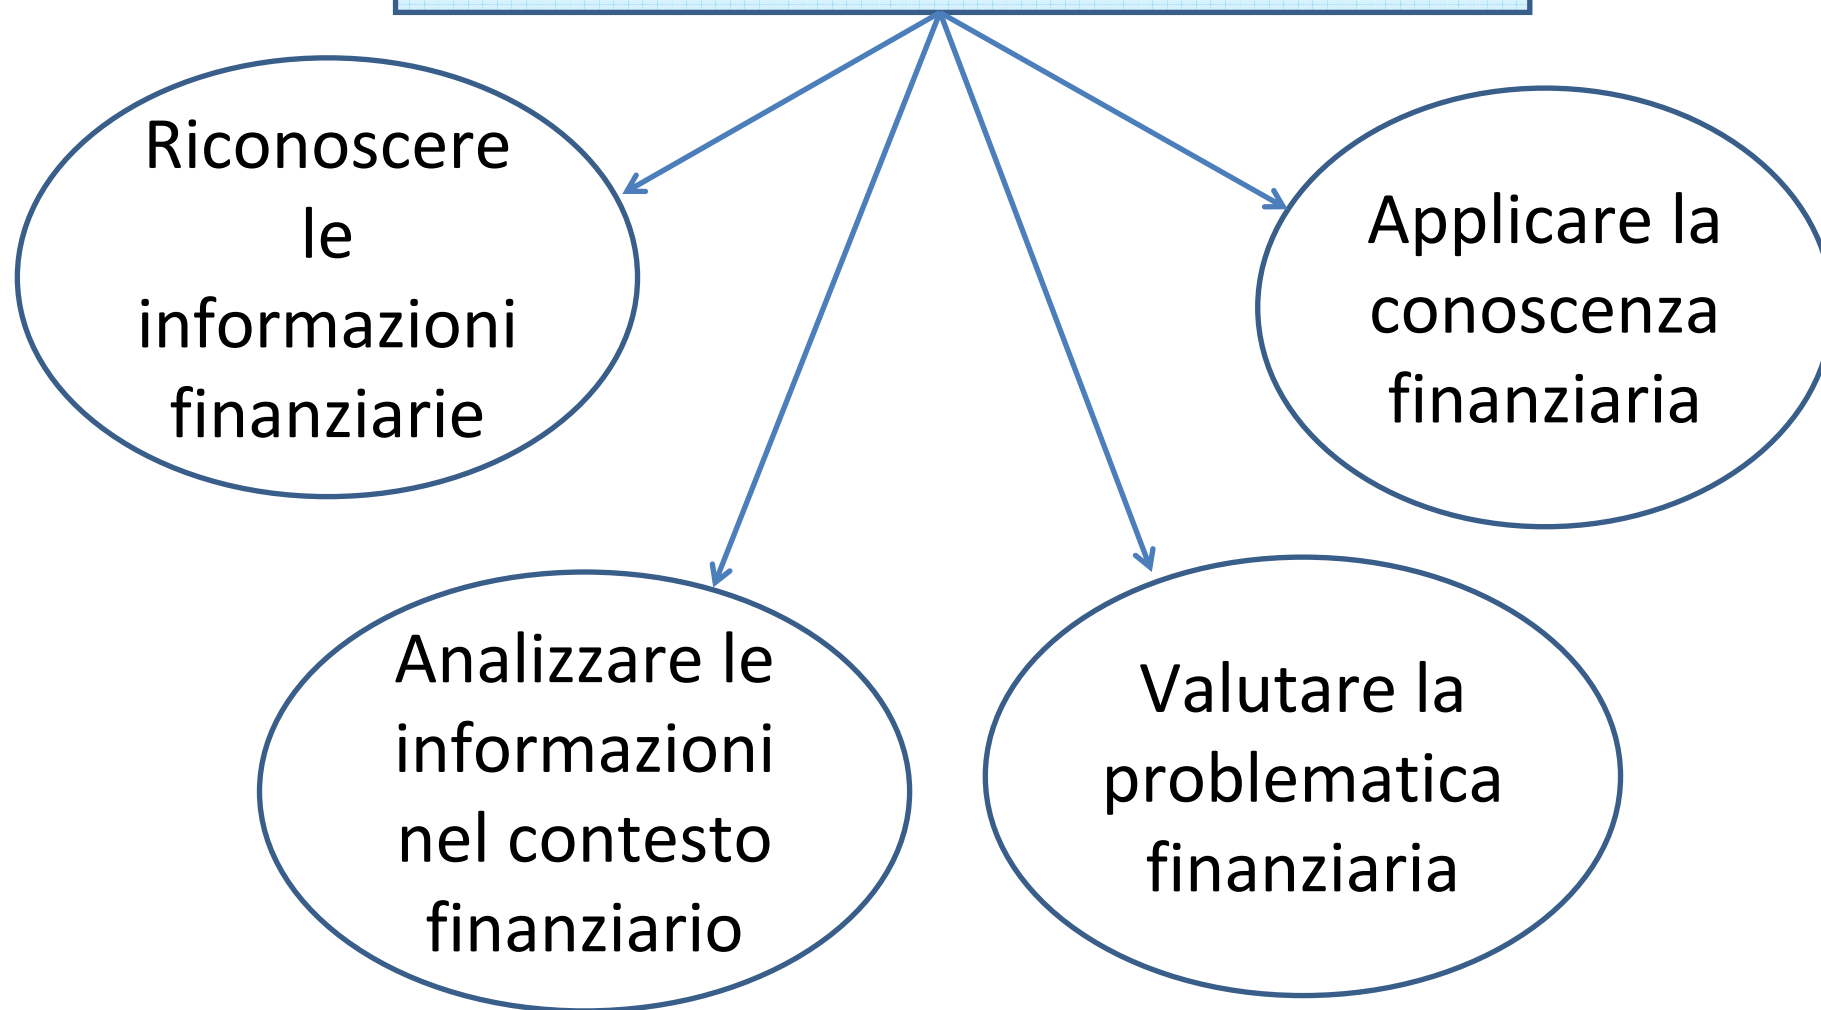 Riconoscere
le
informazioni
finanziarie
Applicare la
conoscenza
finanziaria
Analizzare le
informazioni
nel contesto
finanziario
Valutare la
problematica
finanziaria